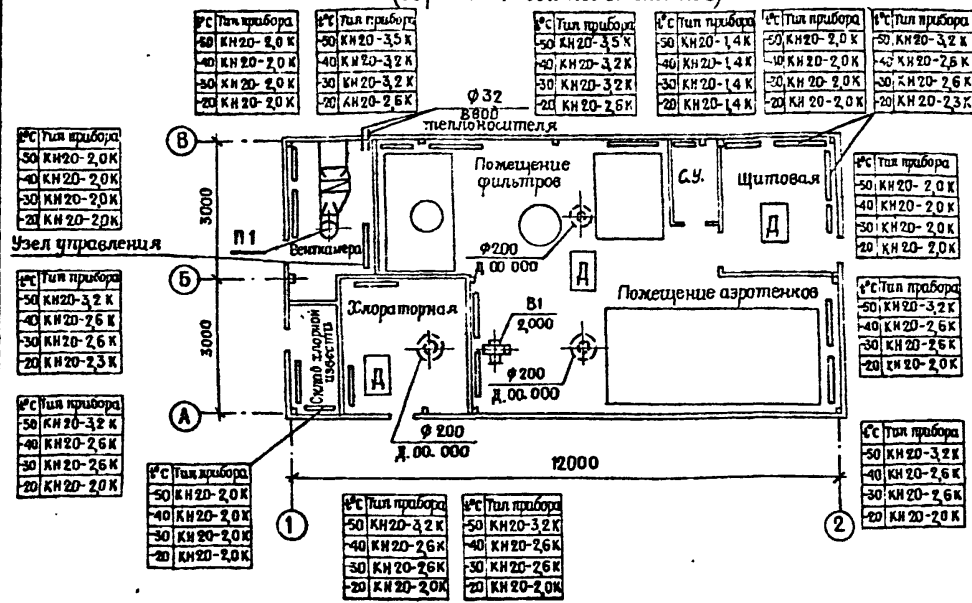 t°C Тип прибора
-50 КН20-2,0К
-40 КН20-2,0К
-30 КН20-2,0К
-20 КН20-2,0К
t°C Тип прибора
-50 КН20-3,5К
-40 КН20-3,2К
-30 КН20-3,2К
-20 КН20-2,6К
t°C Тип прибора
-50 КН20-3,5К
-40 КН20-3,2К
-30 КН20-3,2К
-20 КН20-2,6К
t°C Тип прибора
-50 КН20-1,4К
-40 КН20-1,4К
-30 КН20-1,4К
-20 КН20-1,4К
t°C Тип прибора
-50 КН20-2,0К
-40 КН20-2,0К
-30 КН20-2,0К
-20 КН20-2,0К
t°C Тип прибора
-50 КН20-3,2К
-40 КН20-2,6К
-30 КН20-2,6К
-20 КН20-2,3К
Ф32
ввод
теплоносителя
t°C Тип прибора
-50 КН20-2,0К
-40 КН20-2,0К
-30 КН20-2,0К
-20 КН20-2,0К
В
3000
Помещение
фильтров
С.У.
Щитовая
Д
t°C Тип прибора
-50 КН20-2,0К
-40 КН20-2,0К
-30 КН20-2,0К
-20 КН20-2,0К
Узел управления
П1
Венткамера
Ф200
Д.00.000
Д
Б
t°C Тип прибора
-50 КН20-3,2К
-40 КН20-2,6К
-30 КН20-2,6К
-20 КН20-2,3К
3000
Склад хлорной
извести
Хлораторная
Д
В1
2,000
Помещение аэротенков
Ф200
Д.00.000
t°C Тип прибора
-50 КН20-3,2К
-40 КН20-2,6К
-30 КН20-2,6К
-20 КН20-2,0К
t°C Тип прибора
-50 КН20-3,2К
-40 КН20-2,6К
-30 КН20-2,6К
-20 КН20-2,0К
А
Ф200
Д.00.000
12000
t°C Тип прибора
-50 КН20-3,2К
-40 КН20-2,6К
-30 КН20-2,6К
-20 КН20-2,0К
t°C Тип прибора
-50 КН20-2,0К
-40 КН20-2,0К
-30 КН20-2,0К
-20 КН20-2,0К
1
t°C Тип прибора
-50 КН20-3,2К
-40 КН20-2,6К
-30 КН20-2,6К
-20 КН20-2,0К
t°C Тип прибора
-50 КН20-3,2К
-40 КН20-2,6К
-30 КН20-2,6К
-20 КН20-2,0К
2